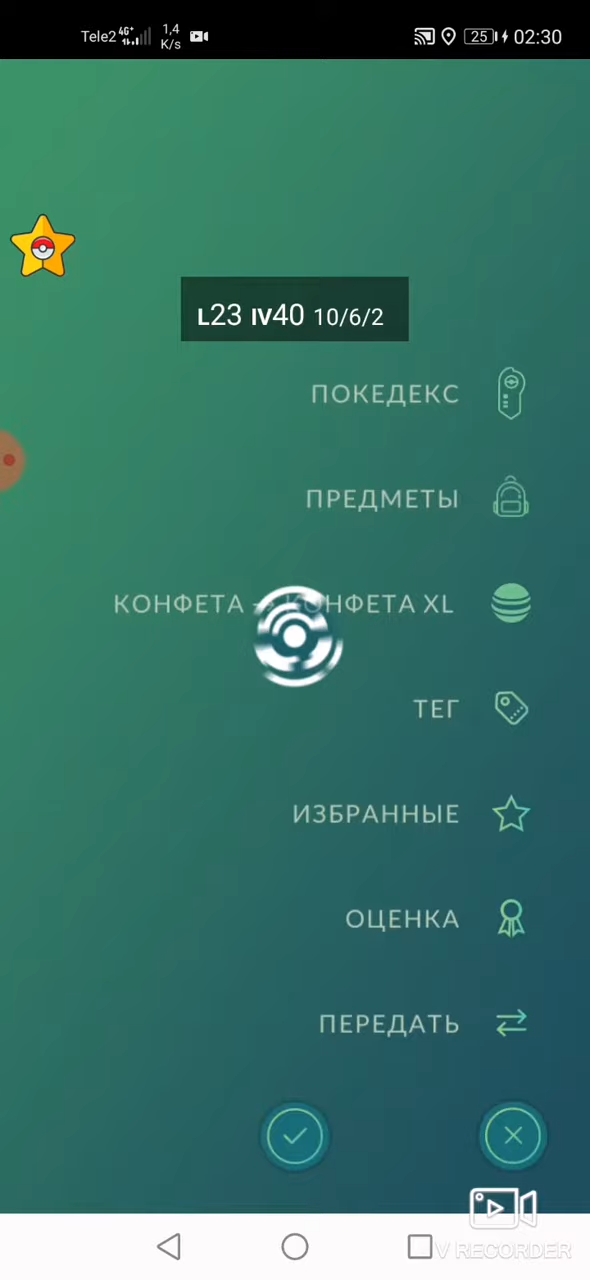 Tele2 4G+ 1,4 K/s 25 02:30
L23 IV40 10/6/2
ПОКЕДЕКС
ПРЕДМЕТЫ
КОНФЕТА → КОНФЕТА XL
ТЕГ
ИЗБРАННЫЕ
ОЦЕНКА
ПЕРЕДАТЬ
V RECORDER